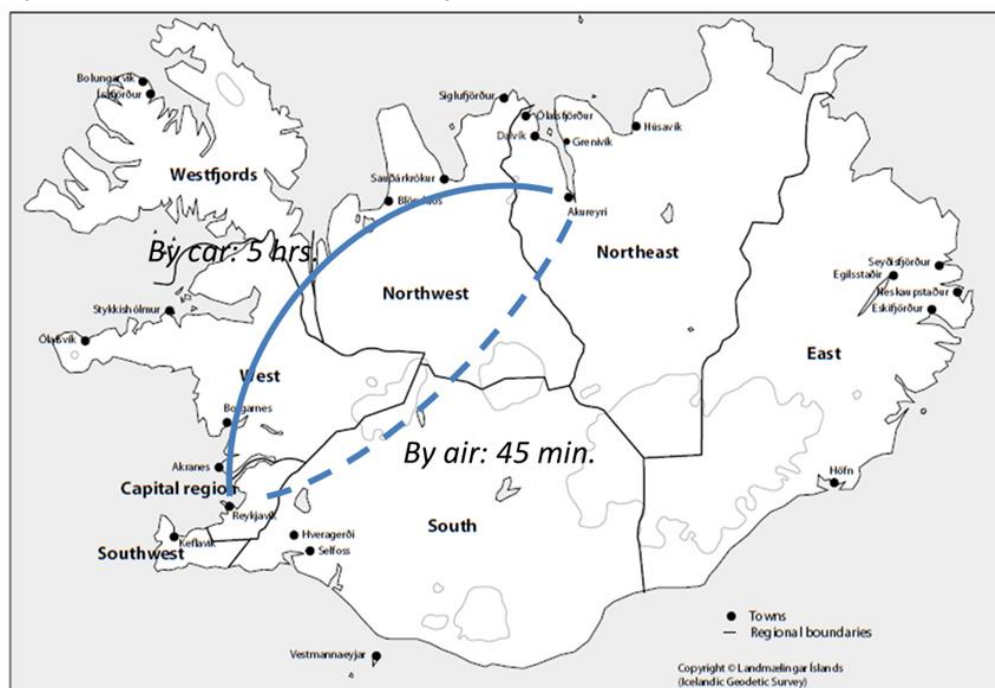 Bolungarvík
Ísafjörður
Siglufjörður
Ólafsfjörður
Dalvík
Húsavík
Grenivík
Westfjords
Sauðárkrókur
Blönduós
Akureyri
By car: 5 hrs.
Northeast
Seyðisfjörður
Egilsstaðir
Northwest
Neskaupstaður
Stykkishólmur
Eskifjörður
Ólafsvík
East
West
Borgarnes
By air: 45 min.
Akranes
Höfn
Capital region
Reykjavík
South
Hveragerði
Keflavík
Southwest
Selfoss
Towns
Regional boundaries
Vestmannaeyjar
Copyright © Landmælingar Íslands
(Icelandic Geodetic Survey)